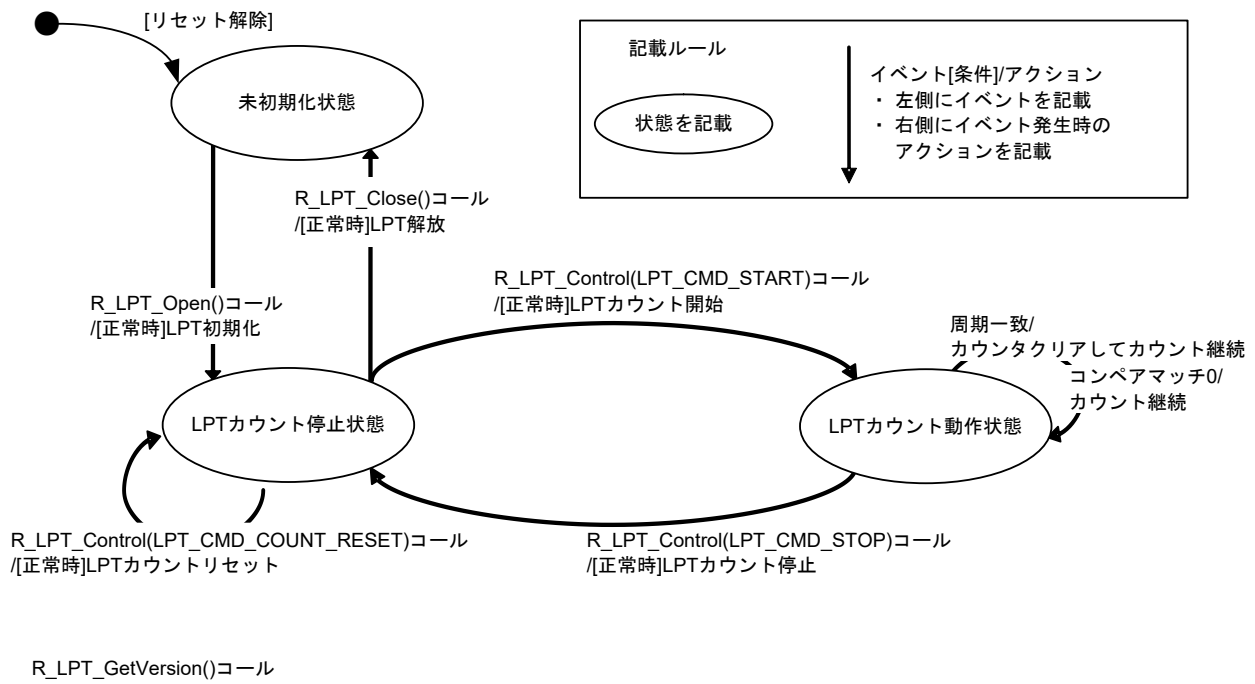 [リセット解除]
未初期化状態
記載ルール
状態を記載
イベント[条件]/アクション
・ 左側にイベントを記載
・ 右側にイベント発生時の
アクションを記載
R_LPT_Close()コール
/[正常時]LPT解放
R_LPT_Open()コール
/[正常時]LPT初期化
R_LPT_Control(LPT_CMD_START)コール
/[正常時]LPTカウント開始
周期一致/
カウンタクリアしてカウント継続
コンペアマッチ0/
カウント継続
LPTカウント停止状態
LPTカウント動作状態
R_LPT_Control(LPT_CMD_COUNT_RESET)コール
/[正常時]LPTカウントリセット
R_LPT_Control(LPT_CMD_STOP)コール
/[正常時]LPTカウント停止
R_LPT_GetVersion()コール